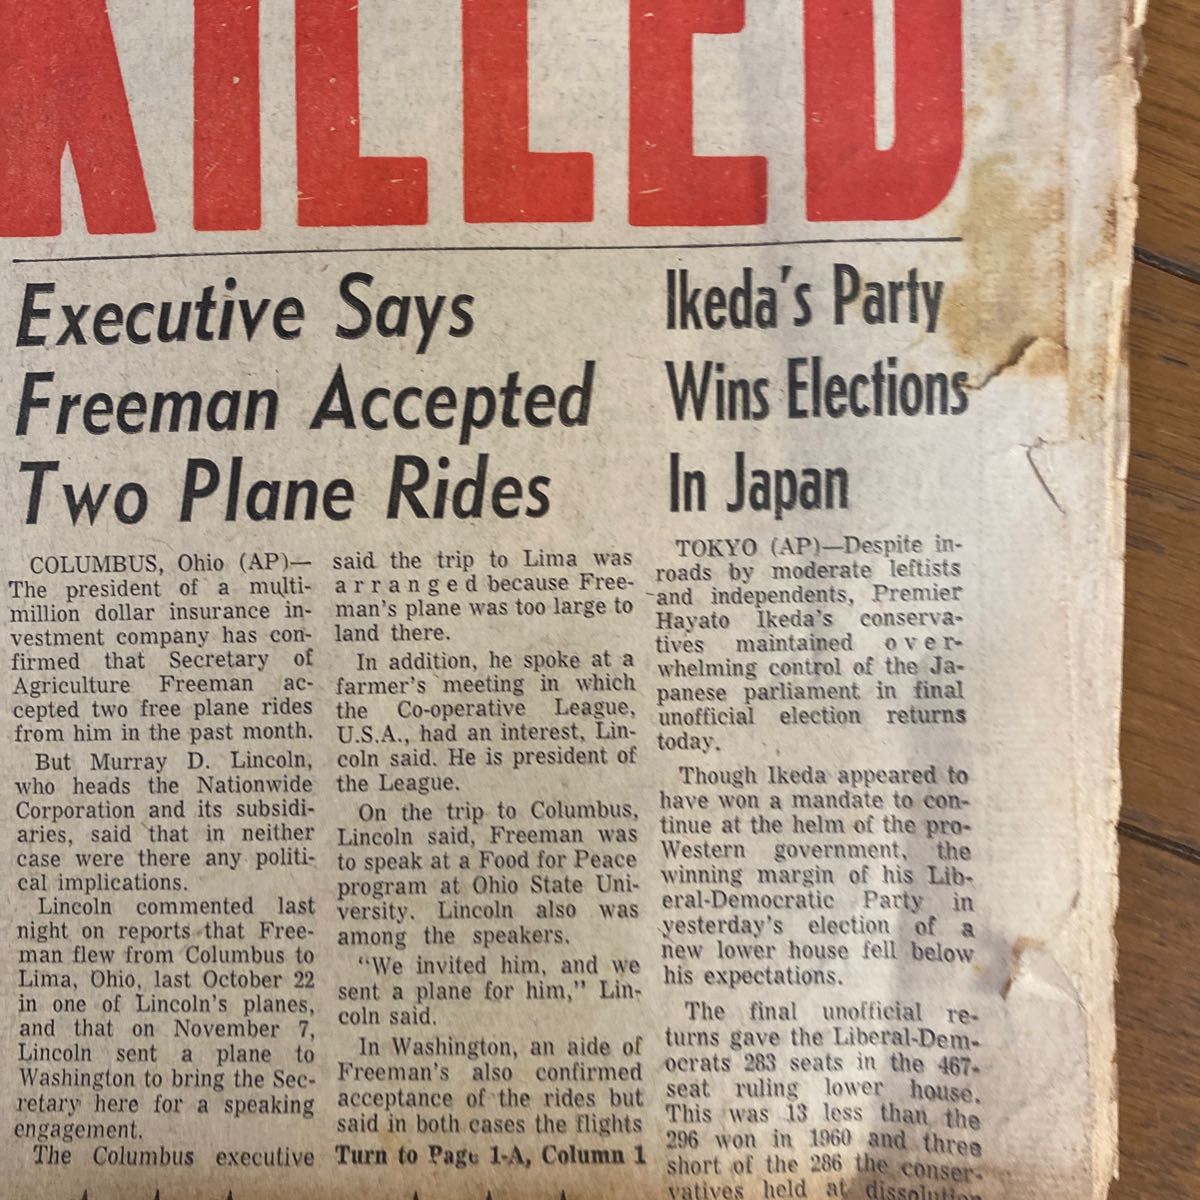 KILLED
Executive Says
Freeman Accepted
Two Plane Rides
COLUMBUS, Ohio (AP)—
The president of a multi-
million dollar insurance in-
vestment company has con-
firmed that Secretary of
Agriculture Freeman ac-
cepted two free plane rides
from him in the past month.
But Murray D. Lincoln,
who heads the Nationwide
Corporation and its subsidi-
aries, said that in neither
case were there any politi-
cal implications.
Lincoln commented last
night on reports that Free-
man flew from Columbus to
Lima, Ohio, last October 22
in one of Lincoln's planes,
and that on November 7,
Lincoln sent a plane to
Washington to bring the Sec-
retary here for a speaking
engagement.
The Columbus executive
said the trip to Lima was
arranged because Free-
man's plane was too large to
land there.
In addition, he spoke at a
farmer's meeting in which
the Co-operative League,
U.S.A., had an interest, Lin-
coln said. He is president of
the League.
On the trip to Columbus,
Lincoln said, Freeman was
to speak at a Food for Peace
program at Ohio State Uni-
versity. Lincoln also was
among the speakers.
"We invited him, and we
sent a plane for him," Lin-
coln said.
In Washington, an aide of
Freeman's also confirmed
acceptance of the rides but
said in both cases the flights
Turn to Page 1-A, Column 1
Ikeda's Party
Wins Elections
In Japan
TOKYO (AP)—Despite in-
roads by moderate leftists
and independents, Premier
Hayato Ikeda's conserva-
tives maintained over-
whelming control of the Ja-
panese parliament in final
unofficial election returns
today.
Though Ikeda appeared to
have won a mandate to con-
tinue at the helm of the pro-
Western government, the
winning margin of his Lib-
eral-Democratic Party in
yesterday's election of a
new lower house fell below
his expectations.
The final unofficial re-
turns gave the Liberal-Dem-
ocrats 283 seats in the 467-
seat ruling lower house.
This was 13 less than the
296 won in 1960 and three
short of the 286 the conser-
vatives held at dissolution